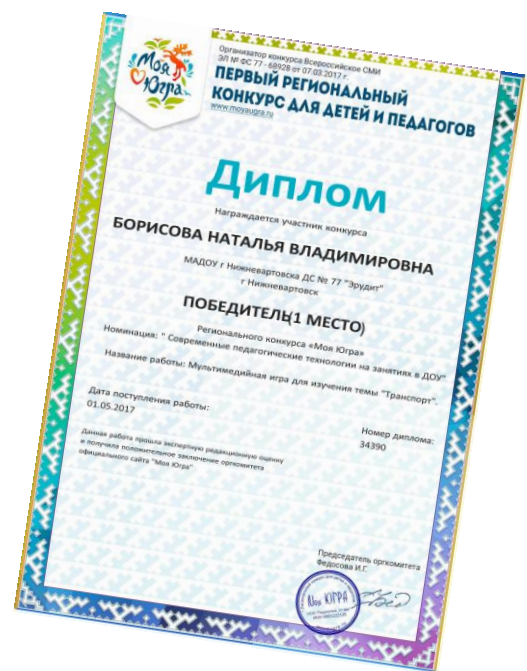 Моя Югра
Организатор конкурса Всероссийское СМИ
ЭЛ № ФС 77 - 68928 от 07.03.2017 г.
ПЕРВЫЙ РЕГИОНАЛЬНЫЙ
КОНКУРС ДЛЯ ДЕТЕЙ И ПЕДАГОГОВ
www.moyaugra.ru
Диплом
Награждается участник конкурса
БОРИСОВА НАТАЛЬЯ ВЛАДИМИРОВНА
МАДОУ г Нижневартовска ДС № 77 "Эрудит"
г Нижневартовск
ПОБЕДИТЕЛЬ(1 МЕСТО)
Регионального конкурса «Моя Югра»
Номинация: " Современные педагогические технологии на занятиях в ДОУ"
Название работы: Мультимедийная игра для изучения темы "Транспорт".
Дата поступления работы:
01.05.2017
Номер диплома:
34390
Данная работа прошла экспертную редакционную оценку
и получила положительное заключение оргкомитета
официального сайта "Моя Югра"
Председатель оргкомитета
Федосова И.Г.
Моя ЮГРА